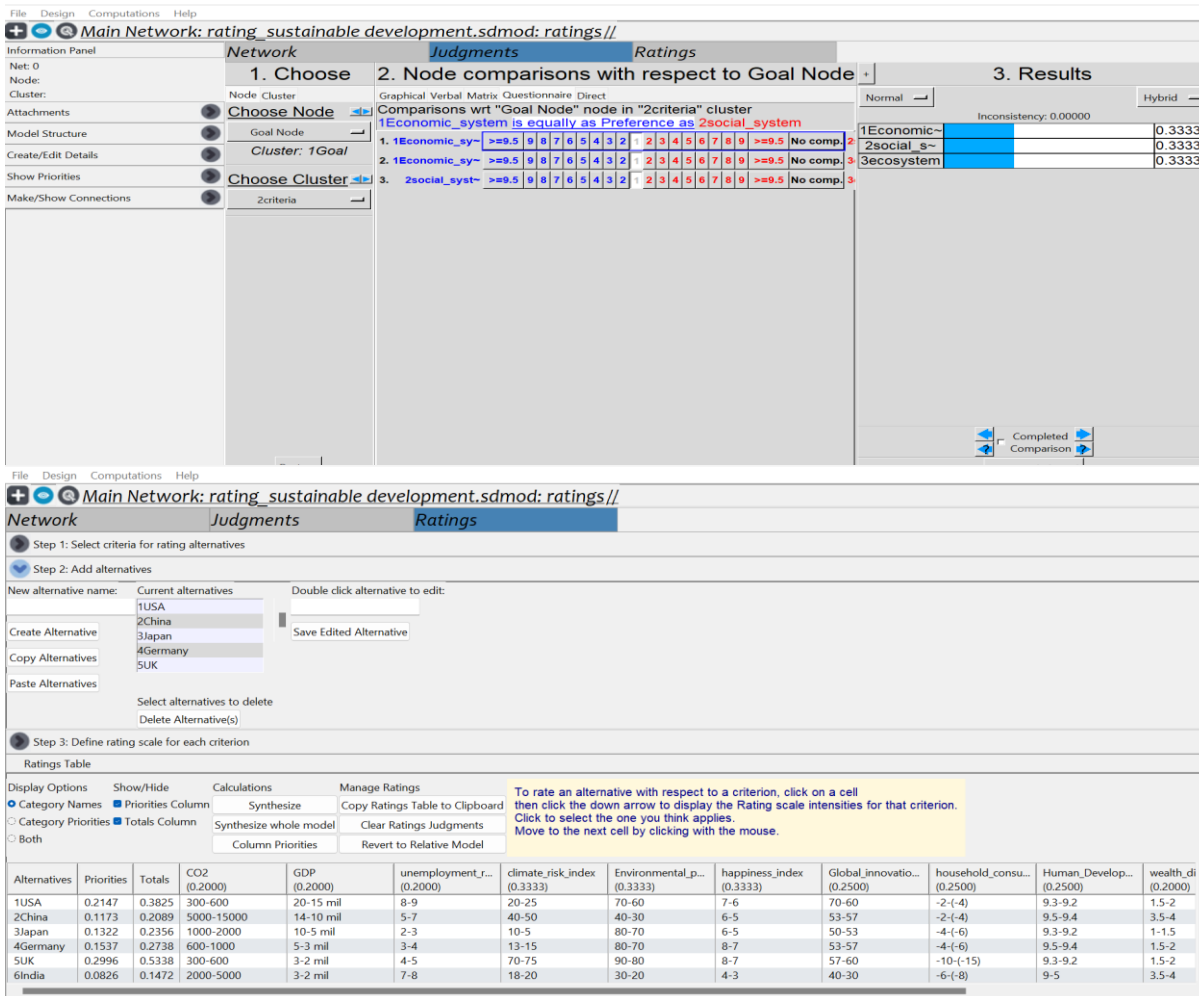 File Design Computations Help
Main Network: rating_sustainable development.sdmod: ratings//
Information Panel
Net: 0
Node:
Cluster:
Attachments
Model Structure
Create/Edit Details
Show Priorities
Make/Show Connections
Network Judgments Ratings
1. Choose
Node Cluster
Choose Node
Goal Node
Cluster: 1Goal
Choose Cluster
2criteria
2. Node comparisons with respect to Goal Node
Graphical Verbal Matrix Questionnaire Direct
Comparisons wrt "Goal Node" node in "2criteria" cluster
1Economic_system is equally as Preference as 2social_system
1. 1Economic_sy~ >=9.5 9 8 7 6 5 4 3 2 1 2 3 4 5 6 7 8 9 >=9.5 No comp. 2
2. 1Economic_sy~ >=9.5 9 8 7 6 5 4 3 2 1 2 3 4 5 6 7 8 9 >=9.5 No comp. 3
3. 2social_syst~ >=9.5 9 8 7 6 5 4 3 2 1 2 3 4 5 6 7 8 9 >=9.5 No comp. 3
+ 3. Results
Normal Hybrid
Inconsistency: 0.00000
1Economic~ 0.3333
2social_s~ 0.3333
3ecosystem 0.3333
Completed
Comparison
File Design Computations Help
Main Network: rating_sustainable development.sdmod: ratings//
Network Judgments Ratings
Step 1: Select criteria for rating alternatives
Step 2: Add alternatives
New alternative name: Current alternatives Double click alternative to edit:
1USA
2China
3Japan
4Germany
5UK
Create Alternative Save Edited Alternative
Copy Alternatives
Paste Alternatives
Select alternatives to delete
Delete Alternative(s)
Step 3: Define rating scale for each criterion
Ratings Table
Display Options Show/Hide Calculations Manage Ratings
Category Names Priorities Column Synthesize Copy Ratings Table to Clipboard
Category Priorities Totals Column Synthesize whole model Clear Ratings Judgments
Both Column Priorities Revert to Relative Model
To rate an alternative with respect to a criterion, click on a cell
then click the down arrow to display the Rating scale intensities for that criterion.
Click to select the one you think applies.
Move to the next cell by clicking with the mouse.
Alternatives Priorities Totals CO2 (0.2000) GDP (0.2000) unemployment_r... (0.2000) climate_risk_index (0.3333) Environmental_p... (0.3333) happiness_index (0.3333) Global_innovatio... (0.2500) household_consu... (0.2500) Human_Develop... (0.2500) wealth_di (0.2000)
1USA 0.2147 0.3825 300-600 20-15 mil 8-9 20-25 70-60 7-6 70-60 -2-(-4) 9.3-9.2 1.5-2
2China 0.1173 0.2089 5000-15000 14-10 mil 5-7 40-50 40-30 6-5 53-57 -2-(-4) 9.5-9.4 3.5-4
3Japan 0.1322 0.2356 1000-2000 10-5 mil 2-3 10-5 80-70 6-5 50-53 -4-(-6) 9.3-9.2 1-1.5
4Germany 0.1537 0.2738 600-1000 5-3 mil 3-4 13-15 80-70 8-7 53-57 -4-(-6) 9.5-9.4 1.5-2
5UK 0.2996 0.5338 300-600 3-2 mil 4-5 70-75 90-80 8-7 57-60 -10-(-15) 9.3-9.2 1.5-2
6India 0.0826 0.1472 2000-5000 3-2 mil 7-8 18-20 30-20 4-3 40-30 -6-(-8) 9-5 3.5-4